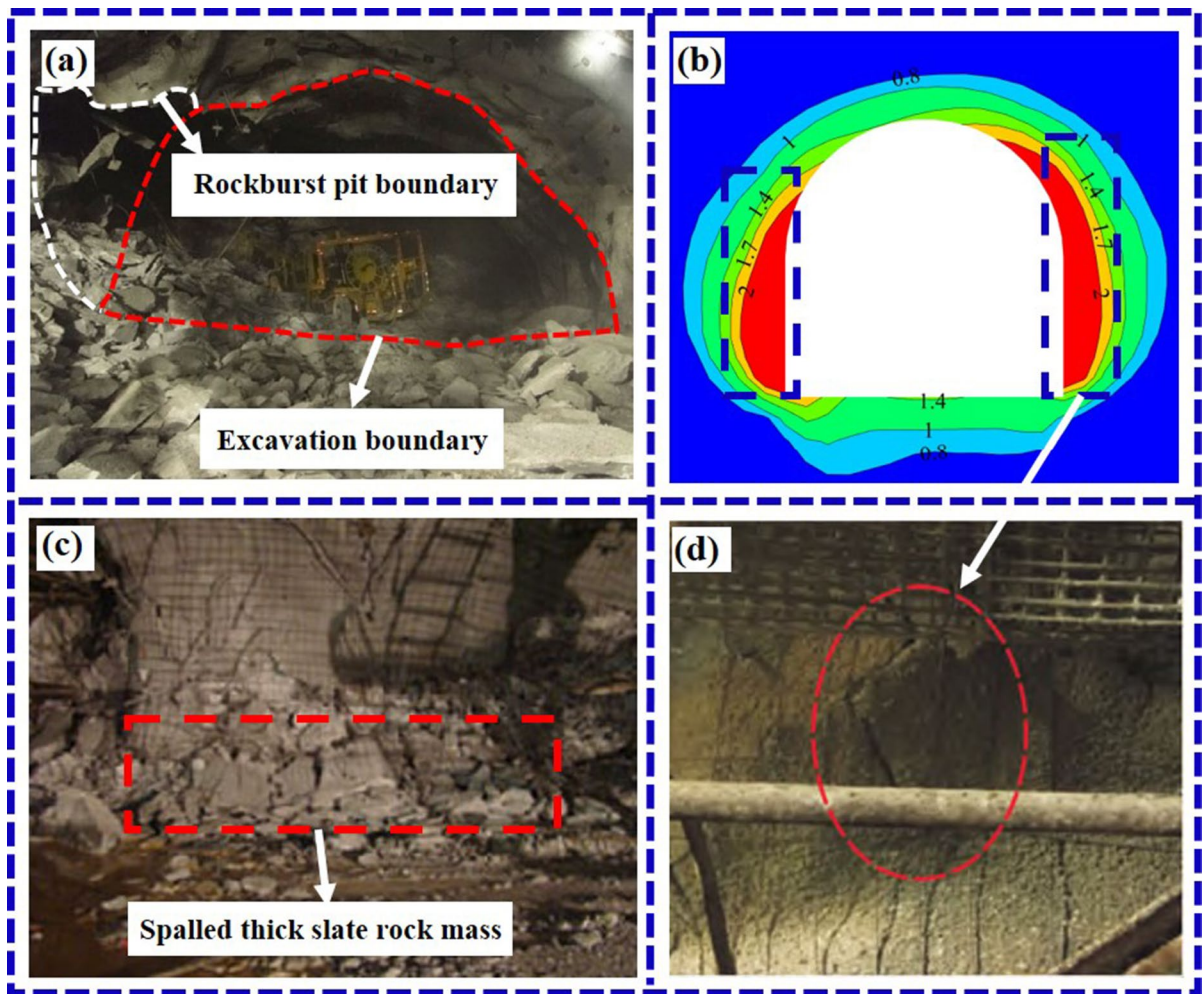 (a)
Rockburst pit boundary
Excavation boundary
(b)
0.8
1
1
1.4
1.4
1.7
1.7
2
2
1.4
1
0.8
(c)
Spalled thick slate rock mass
(d)